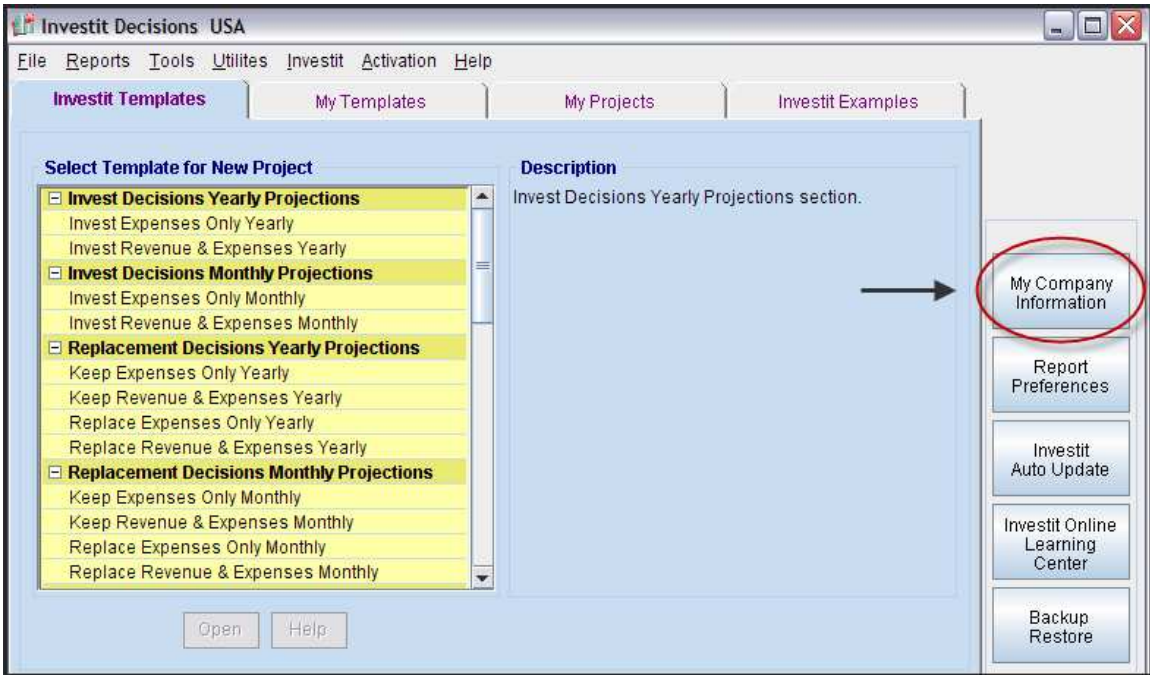 Investit Decisions USA
File Reports Tools Utilites Investit Activation Help
Investit Templates
My Templates
My Projects
Investit Examples
Select Template for New Project
Invest Decisions Yearly Projections
Invest Expenses Only Yearly
Invest Revenue & Expenses Yearly
Invest Decisions Monthly Projections
Invest Expenses Only Monthly
Invest Revenue & Expenses Monthly
Replacement Decisions Yearly Projections
Keep Expenses Only Yearly
Keep Revenue & Expenses Yearly
Replace Expenses Only Yearly
Replace Revenue & Expenses Yearly
Replacement Decisions Monthly Projections
Keep Expenses Only Monthly
Keep Revenue & Expenses Monthly
Replace Expenses Only Monthly
Replace Revenue & Expenses Monthly
Open
Help
Description
Invest Decisions Yearly Projections section.
My Company
Information
Report
Preferences
Investit
Auto Update
Investit Online
Learning
Center
Backup
Restore